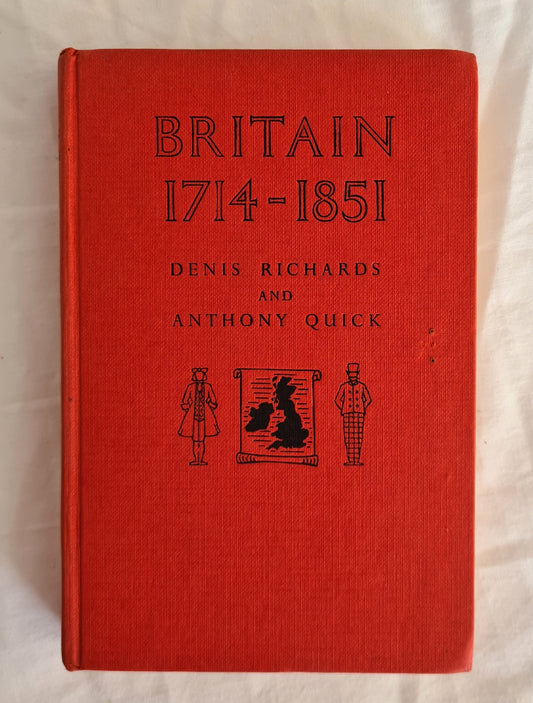 BRITAIN
1714-1851
DENIS RICHARDS
AND
ANTHONY QUICK